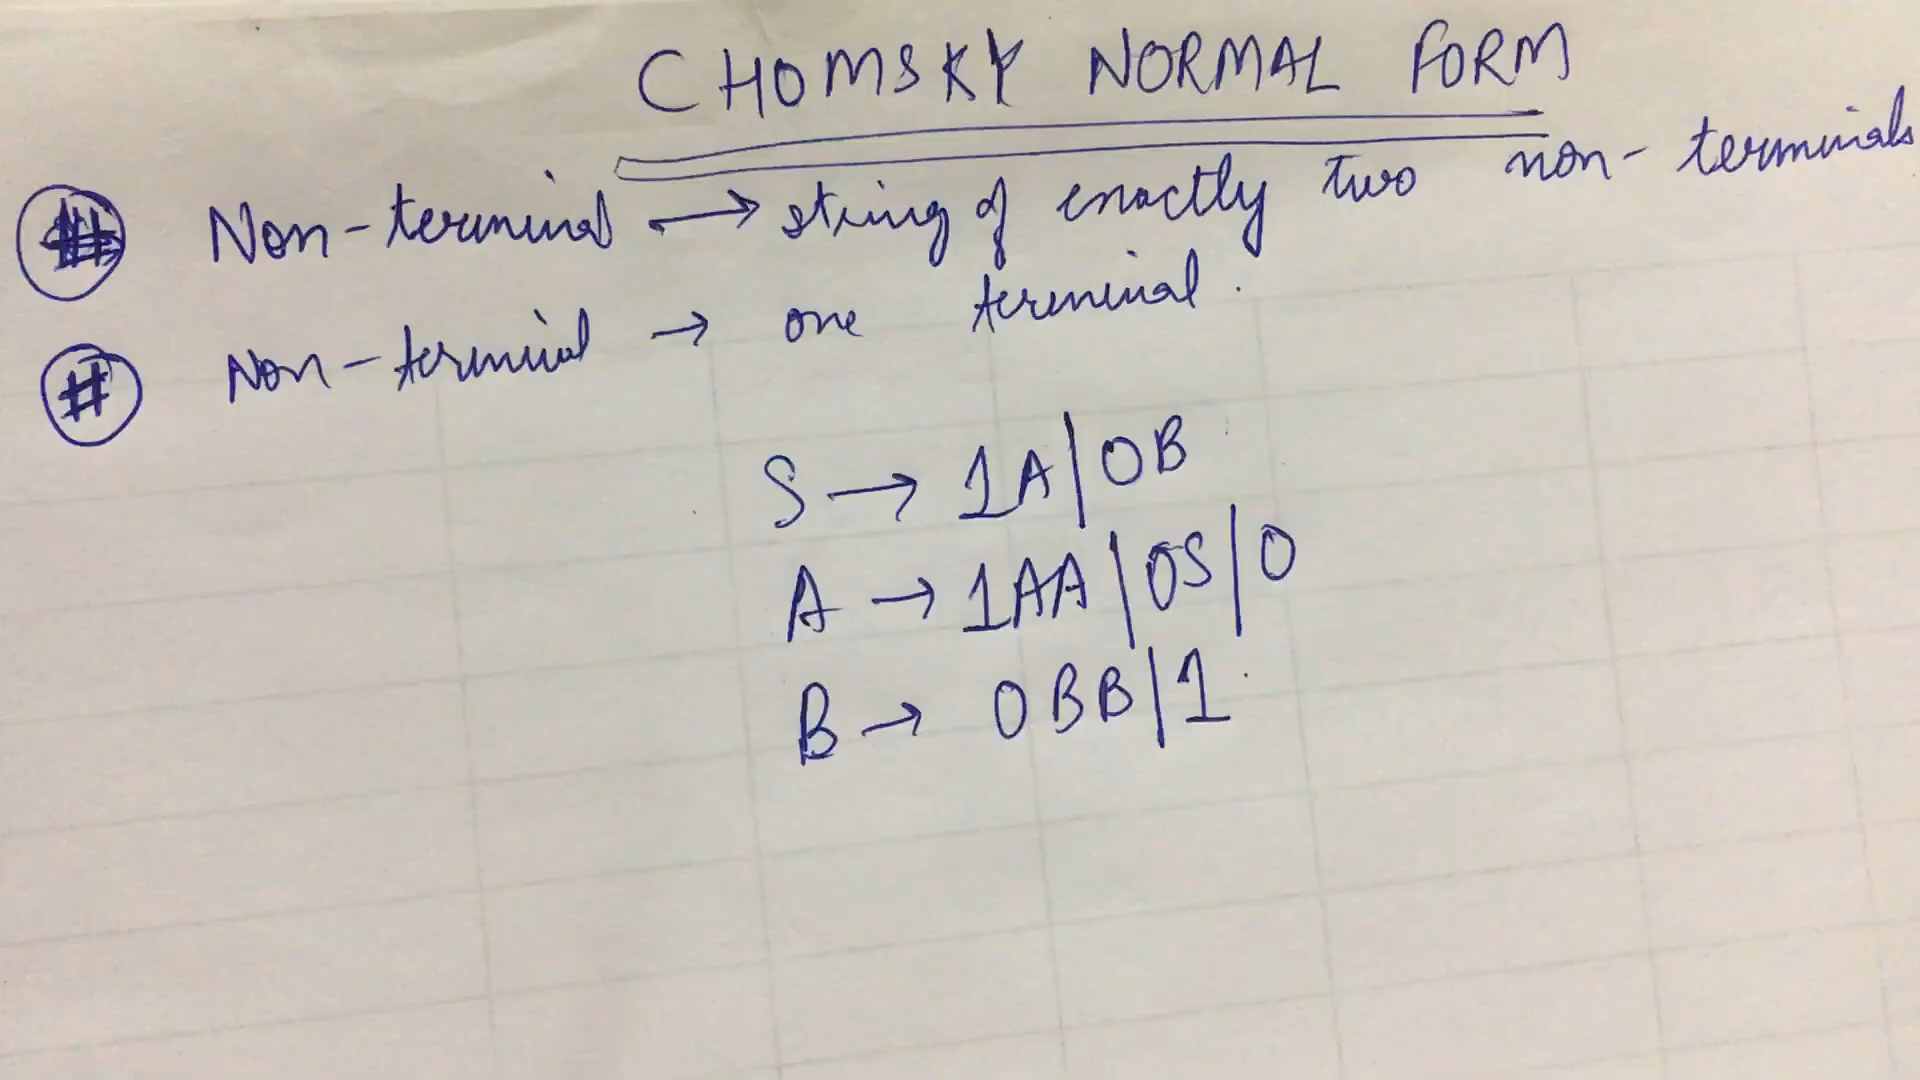 CHOMSKY NORMAL FORM
# Non-terminal → string of exactly two non-terminals
# Non-terminal → one terminal.
S → 1A|0B
A → 1AA|0S|0
B → 0BB|1